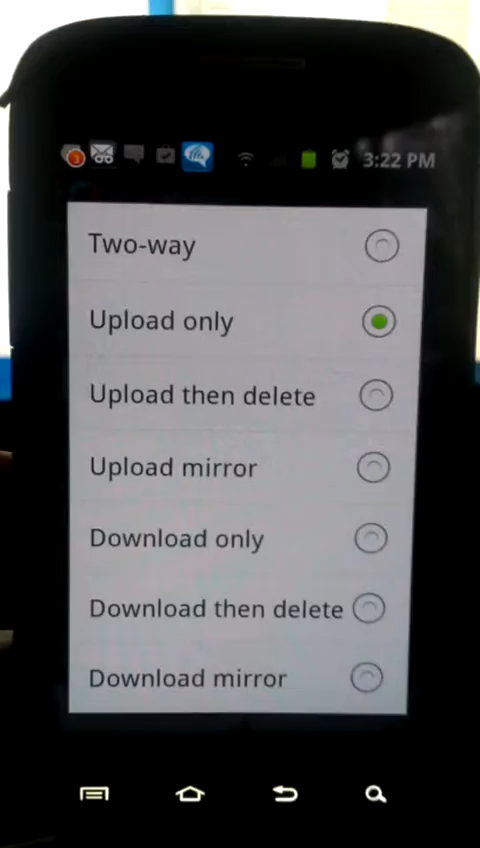 3:22 PM
Two-way
Upload only
Upload then delete
Upload mirror
Download only
Download then delete
Download mirror